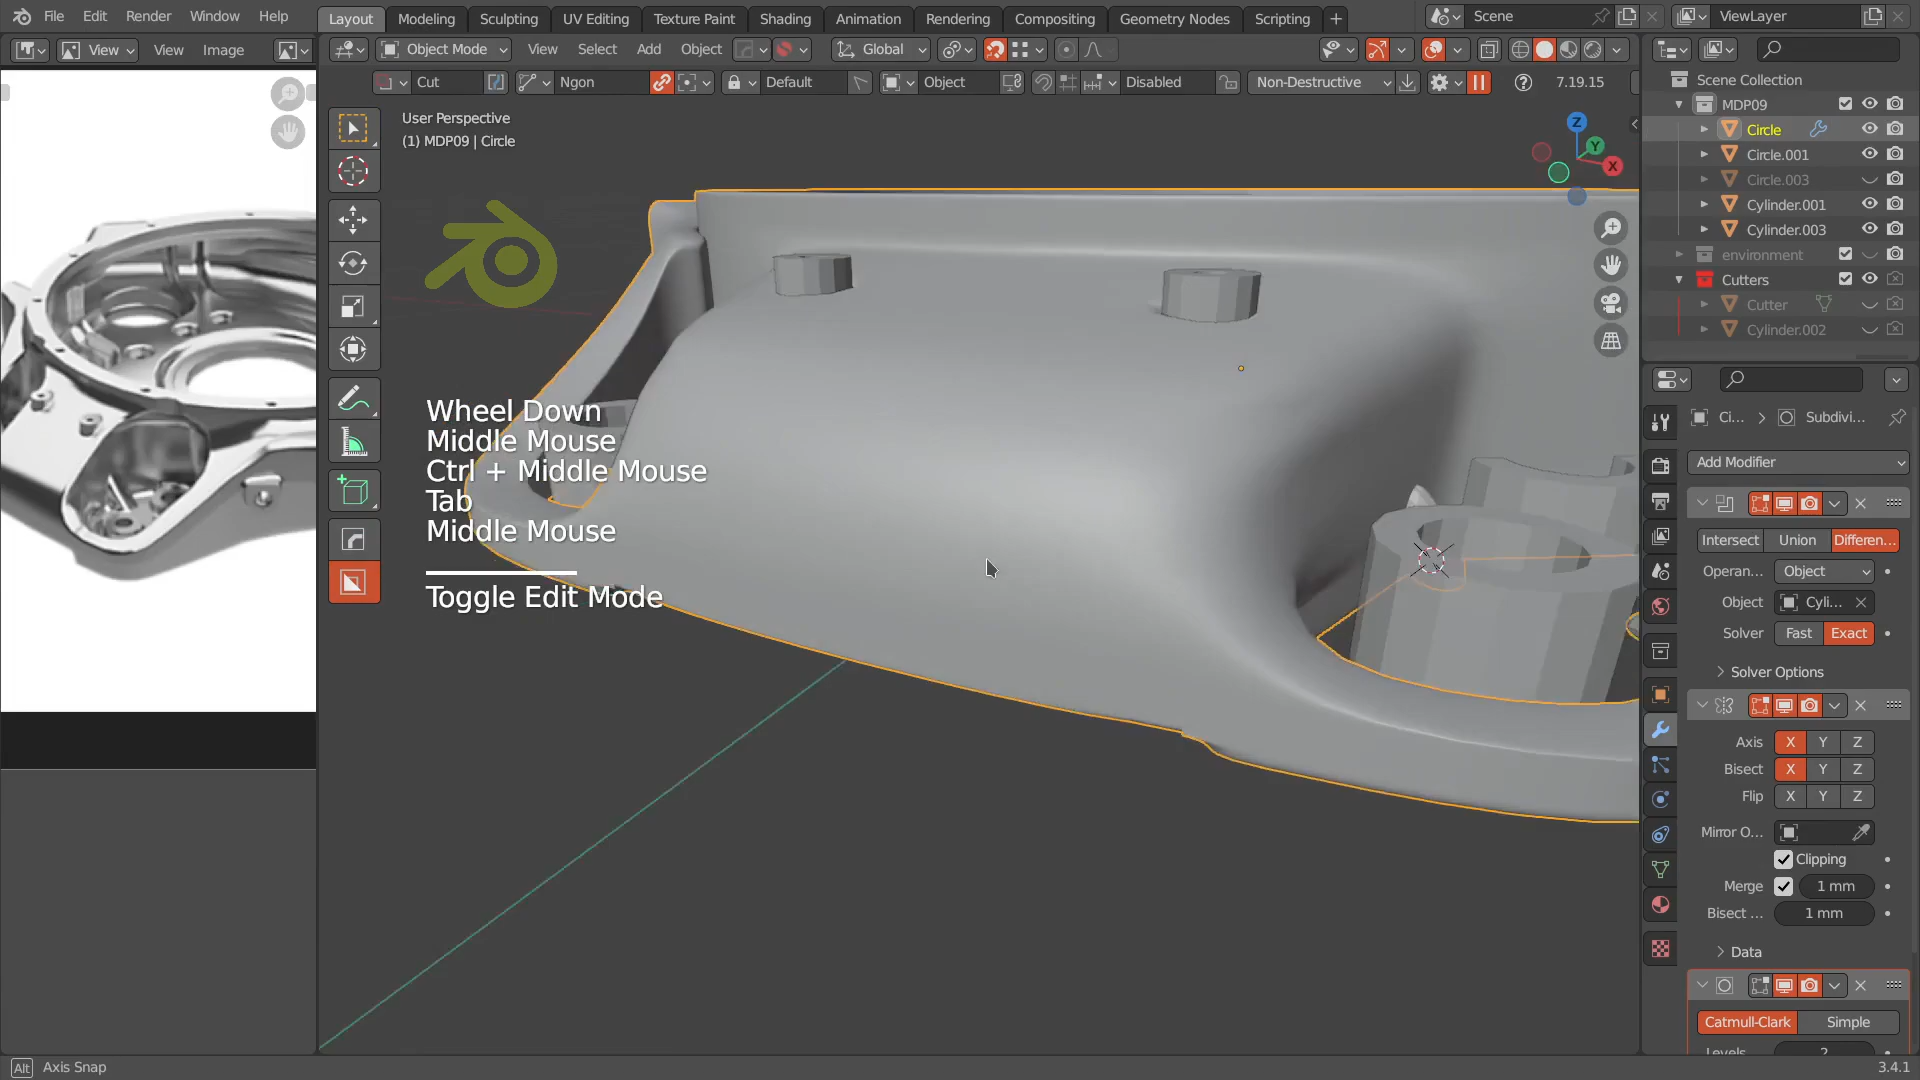 File Edit Render Window Help
Layout Modeling Sculpting UV Editing Texture Paint Shading Animation Rendering Compositing Geometry Nodes Scripting
Scene
ViewLayer
View View Image
Object Mode View Select Add Object Global
Cut Ngon Default Object Disabled Non-Destructive 7.19.15
User Perspective
(1) MDP09 | Circle
Z
Y
X
Wheel Down
Middle Mouse
Ctrl + Middle Mouse
Tab
Middle Mouse
Toggle Edit Mode
Scene Collection
MDP09
Circle
Circle.001
Circle.003
Cylinder.001
Cylinder.003
environment
Cutters
Cutter
Cylinder.002
Ci... Subdivi...
Add Modifier
Intersect Union Differen...
Operan... Object
Object Cyli...
Solver Fast Exact
Solver Options
Axis X Y Z
Bisect X Y Z
Flip X Y Z
Mirror O...
Clipping
Merge 1 mm
Bisect ... 1 mm
Data
Catmull-Clark Simple
Levels 2
Alt Axis Snap
3.4.1